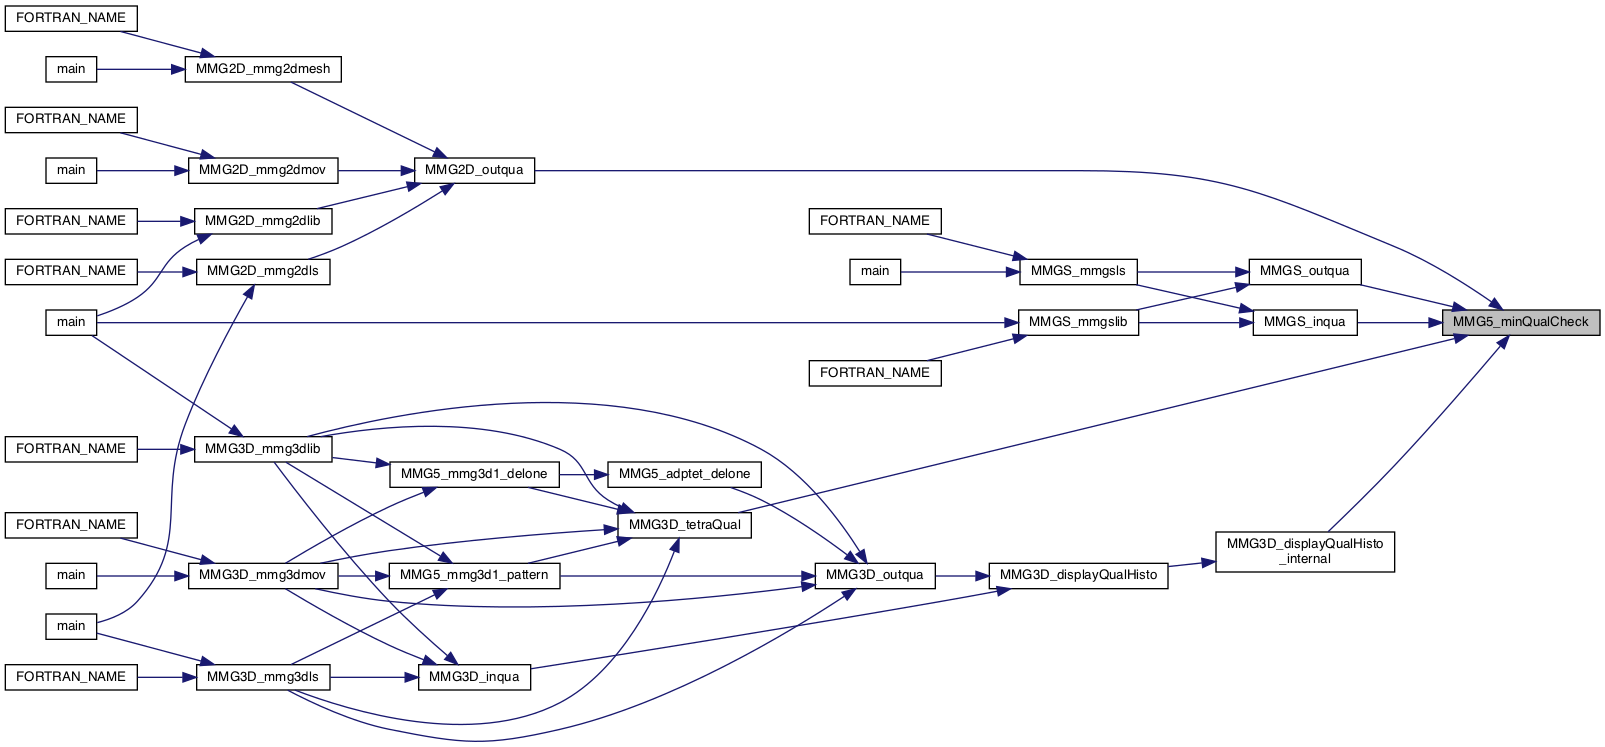 FORTRAN_NAME
main
MMG2D_mmg2dmesh
FORTRAN_NAME
main
MMG2D_mmg2dmov
MMG2D_outqua
FORTRAN_NAME
MMG2D_mmg2dlib
FORTRAN_NAME
MMG2D_mmg2dls
main
FORTRAN_NAME
main
MMGS_mmgsls
MMGS_outqua
MMGS_mmgslib
MMGS_inqua
MMG5_minQualCheck
FORTRAN_NAME
FORTRAN_NAME
MMG3D_mmg3dlib
MMG5_mmg3d1_delone
MMG5_adptet_delone
FORTRAN_NAME
MMG3D_tetraQual
MMG3D_displayQualHisto
_internal
main
MMG3D_mmg3dmov
MMG5_mmg3d1_pattern
MMG3D_outqua
MMG3D_displayQualHisto
main
FORTRAN_NAME
MMG3D_mmg3dls
MMG3D_inqua